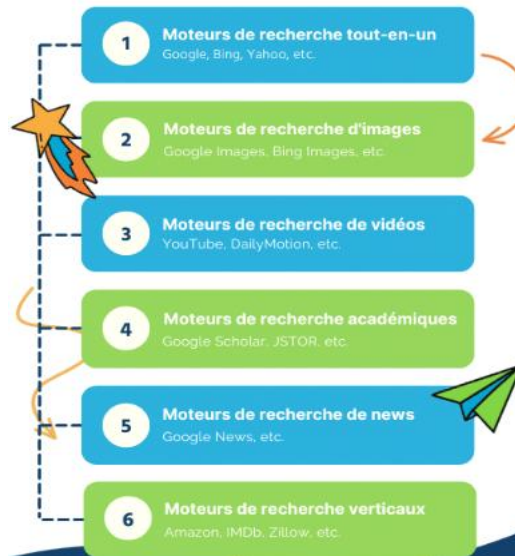 1
Moteurs de recherche tout-en-un
Google, Bing, Yahoo, etc.
2
Moteurs de recherche d'images
Google Images, Bing Images, etc.
3
Moteurs de recherche de vidéos
YouTube, DailyMotion, etc.
4
Moteurs de recherche académiques
Google Scholar, JSTOR, etc.
5
Moteurs de recherche de news
Google News, etc.
6
Moteurs de recherche verticaux
Amazon, IMDb, Zillow, etc.